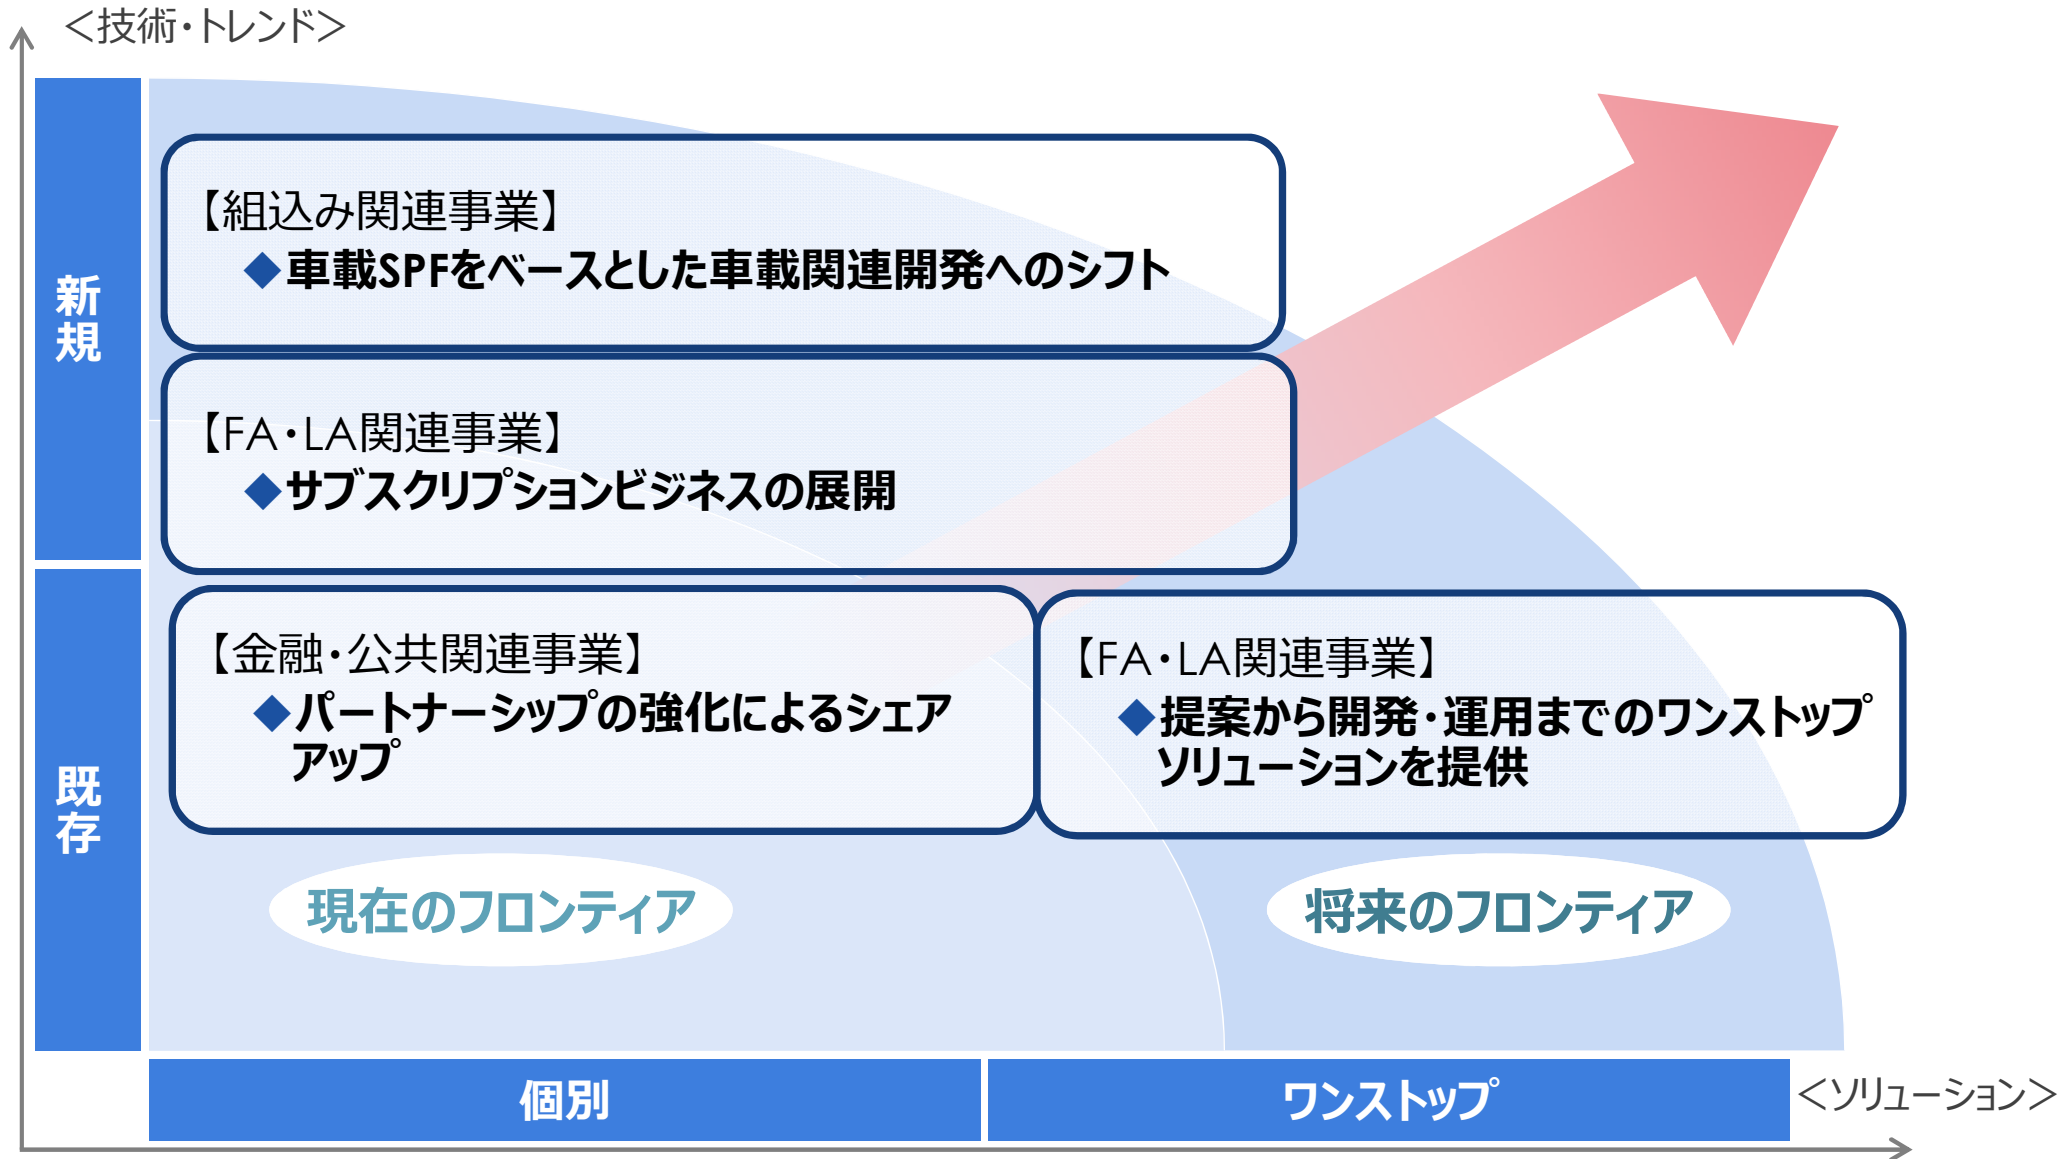 ＜技術・トレンド＞
新規
【組込み関連事業】
◆車載SPFをベースとした車載関連開発へのシフト
【FA・LA関連事業】
◆サブスクリプションビジネスの展開
既存
【金融・公共関連事業】
◆パートナーシップの強化によるシェア
アップ
【FA・LA関連事業】
◆提案から開発・運用までのワンストップ
ソリューションを提供
現在のフロンティア
将来のフロンティア
個別
ワンストップ
＜ソリューション＞